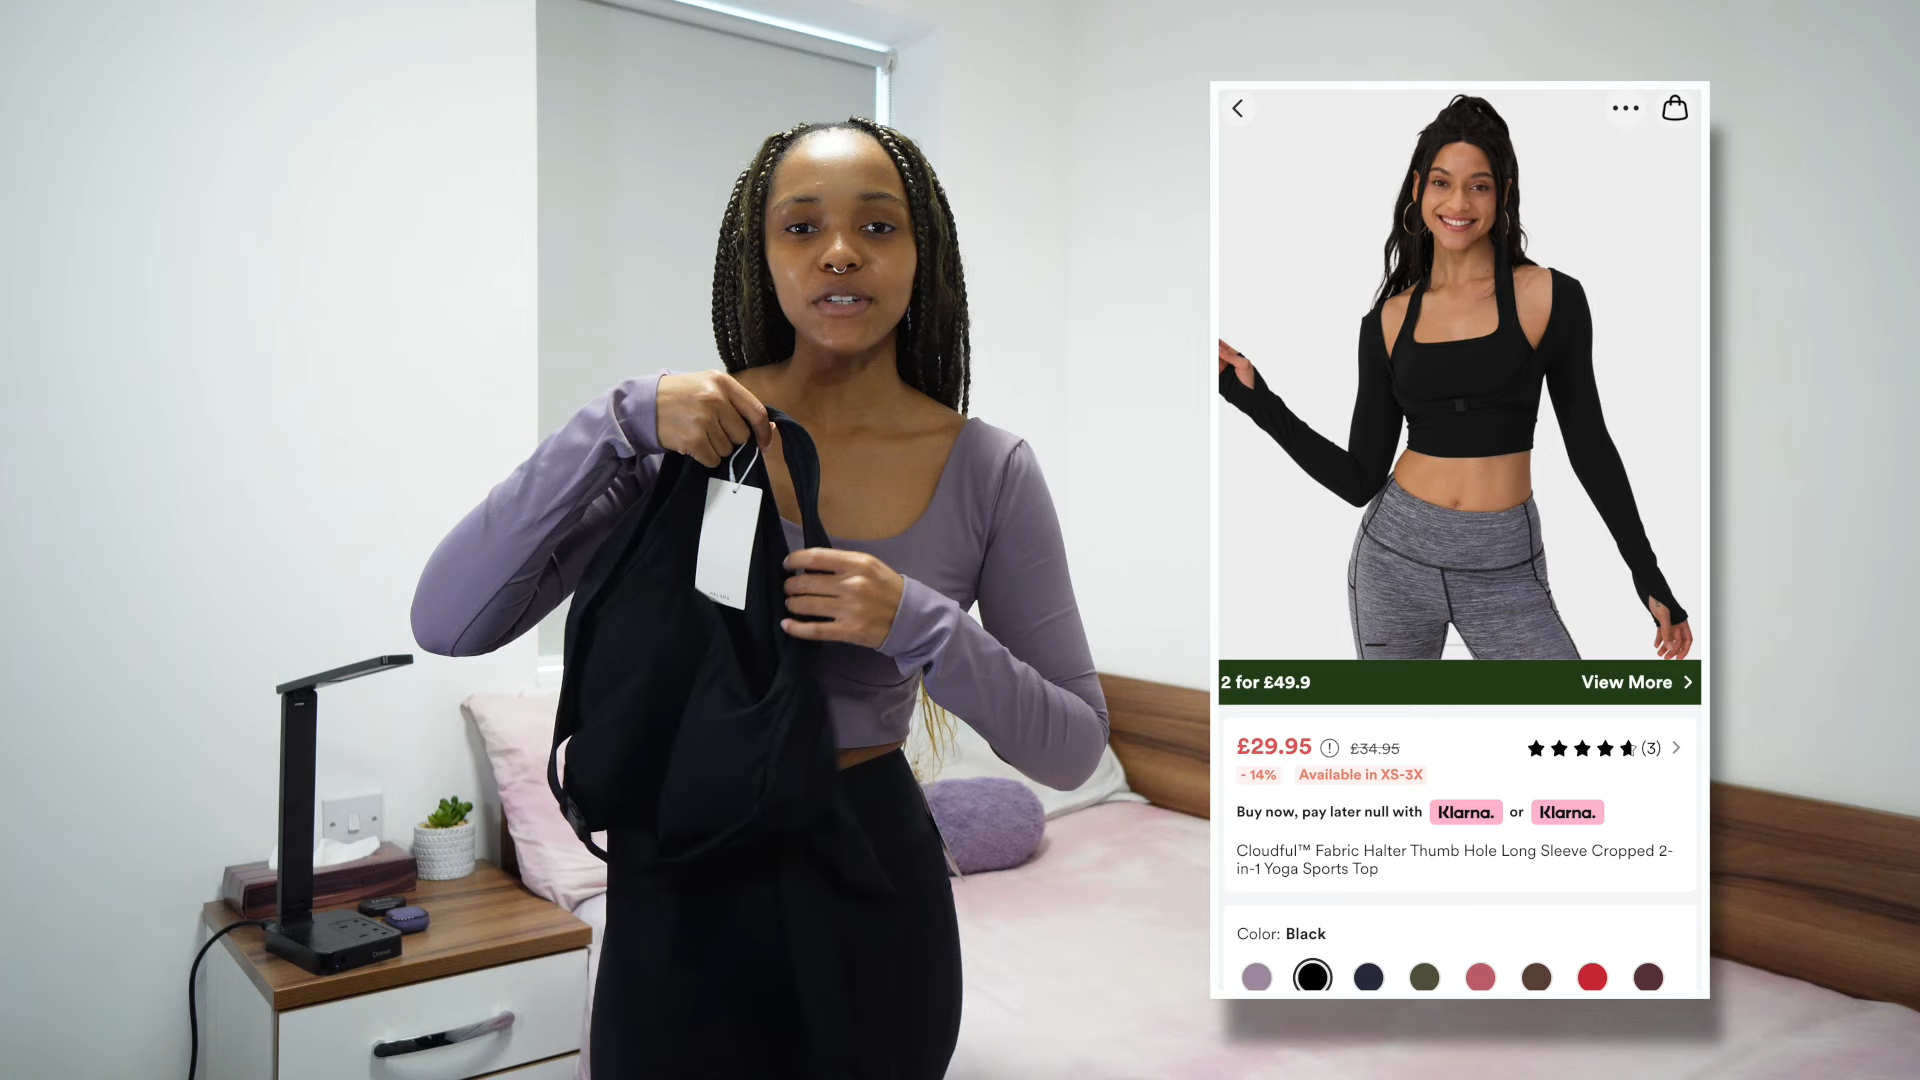 HALARA
2 for £49.9
View More
£29.95 £34.95
(3)
- 14%
Available in XS-3X
Buy now, pay later null with Klarna. or Klarna.
Cloudful™ Fabric Halter Thumb Hole Long Sleeve Cropped 2-
in-1 Yoga Sports Top
Color: Black